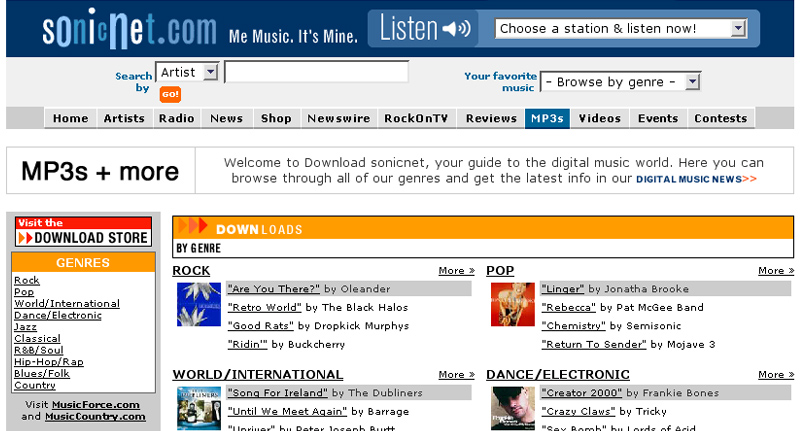 sonicnet.com Me Music. It's Mine. Listen Choose a station & listen now!
Search by Artist
GO!
Your favorite music - Browse by genre -
Home Artists Radio News Shop Newswire RockOnTV Reviews MP3s Videos Events Contests
MP3s + more
Welcome to Download sonicnet, your guide to the digital music world. Here you can
browse through all of our genres and get the latest info in our DIGITAL MUSIC NEWS>>
Visit the
DOWNLOAD STORE
GENRES
Rock
Pop
World/International
Dance/Electronic
Jazz
Classical
R&B/Soul
Hip-Hop/Rap
Blues/Folk
Country
Visit MusicForce.com
and MusicCountry.com
DOWNLOADS
BY GENRE
ROCK More »
"Are You There?" by Oleander
"Retro World" by The Black Halos
"Good Rats" by Dropkick Murphys
"Ridin'" by Buckcherry
POP More »
"Linger" by Jonatha Brooke
"Rebecca" by Pat McGee Band
"Chemistry" by Semisonic
"Return To Sender" by Mojave 3
WORLD/INTERNATIONAL More »
"Song For Ireland" by The Dubliners
"Until We Meet Again" by Barrage
by Peter Joseph Burtt
DANCE/ELECTRONIC More »
"Creator 2000" by Frankie Bones
"Crazy Claws" by Tricky
"Sex Bomb" by Lords of Acid